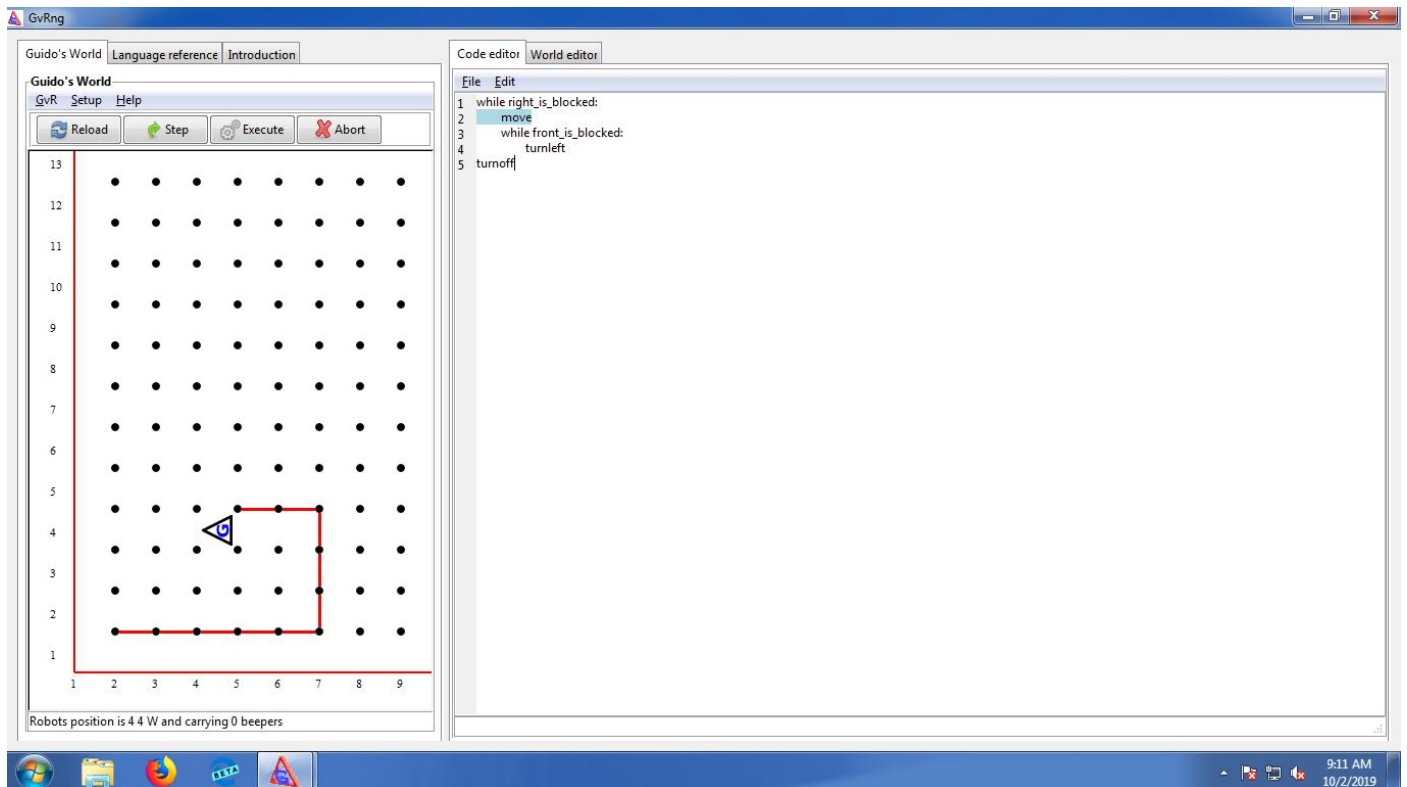 GvRng
Guido's World Language reference Introduction
Guido's World
GvR Setup Help
Reload Step Execute Abort
13
12
11
10
9
8
7
6
5
4
3
2
1
1 2 3 4 5 6 7 8 9
G
Robots position is 4 4 W and carrying 0 beepers
Code editor World editor
File Edit
1 while right_is_blocked:
2 move
3 while front_is_blocked:
4 turnleft
5 turnoff
BETA
G
9:11 AM
10/2/2019